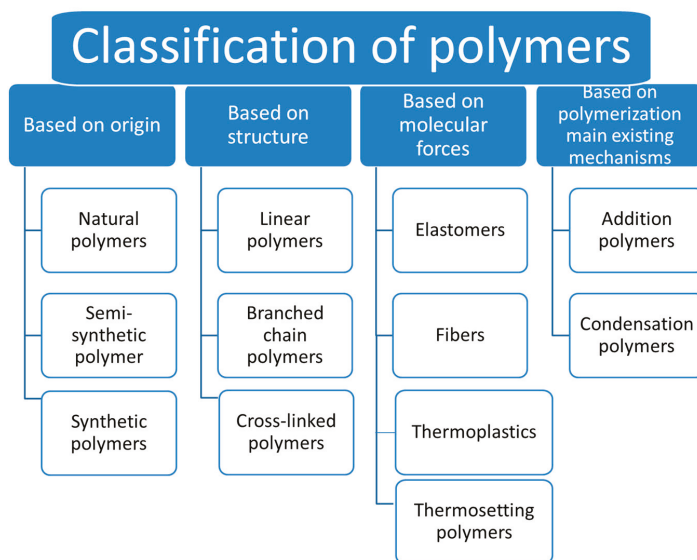 Classification of polymers
Based on origin
Natural
polymers
Semi-
synthetic
polymer
Synthetic
polymers
Based on
structure
Linear
polymers
Branched
chain
polymers
Cross-linked
polymers
Based on
molecular
forces
Elastomers
Fibers
Thermoplastics
Thermosetting
polymers
Based on
polymerization
main existing
mechanisms
Addition
polymers
Condensation
polymers